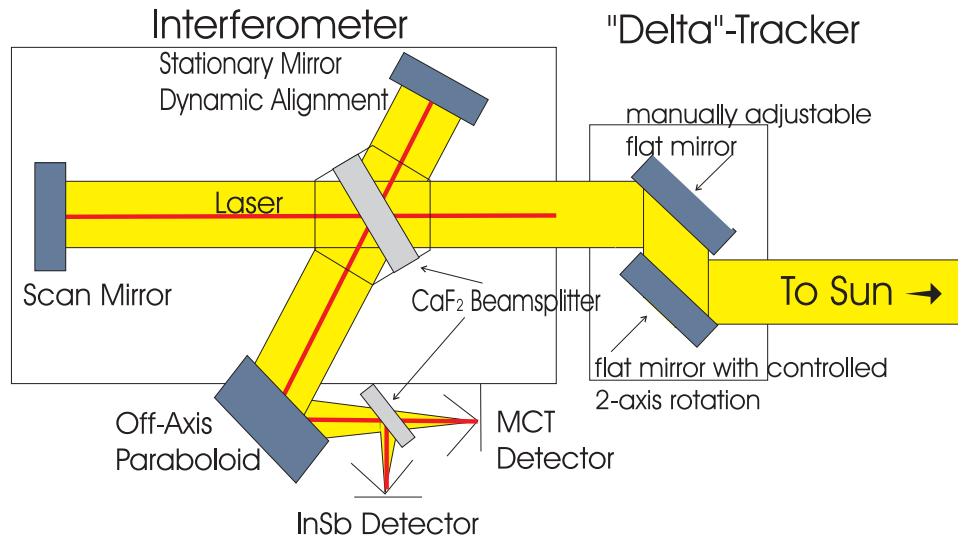 Interferometer
"Delta"-Tracker
Stationary Mirror
Dynamic Alignment
manually adjustable
flat mirror
Laser
Scan Mirror
CaF₂ Beamsplitter
To Sun →
flat mirror with controlled
2-axis rotation
Off-Axis
Paraboloid
MCT
Detector
InSb Detector